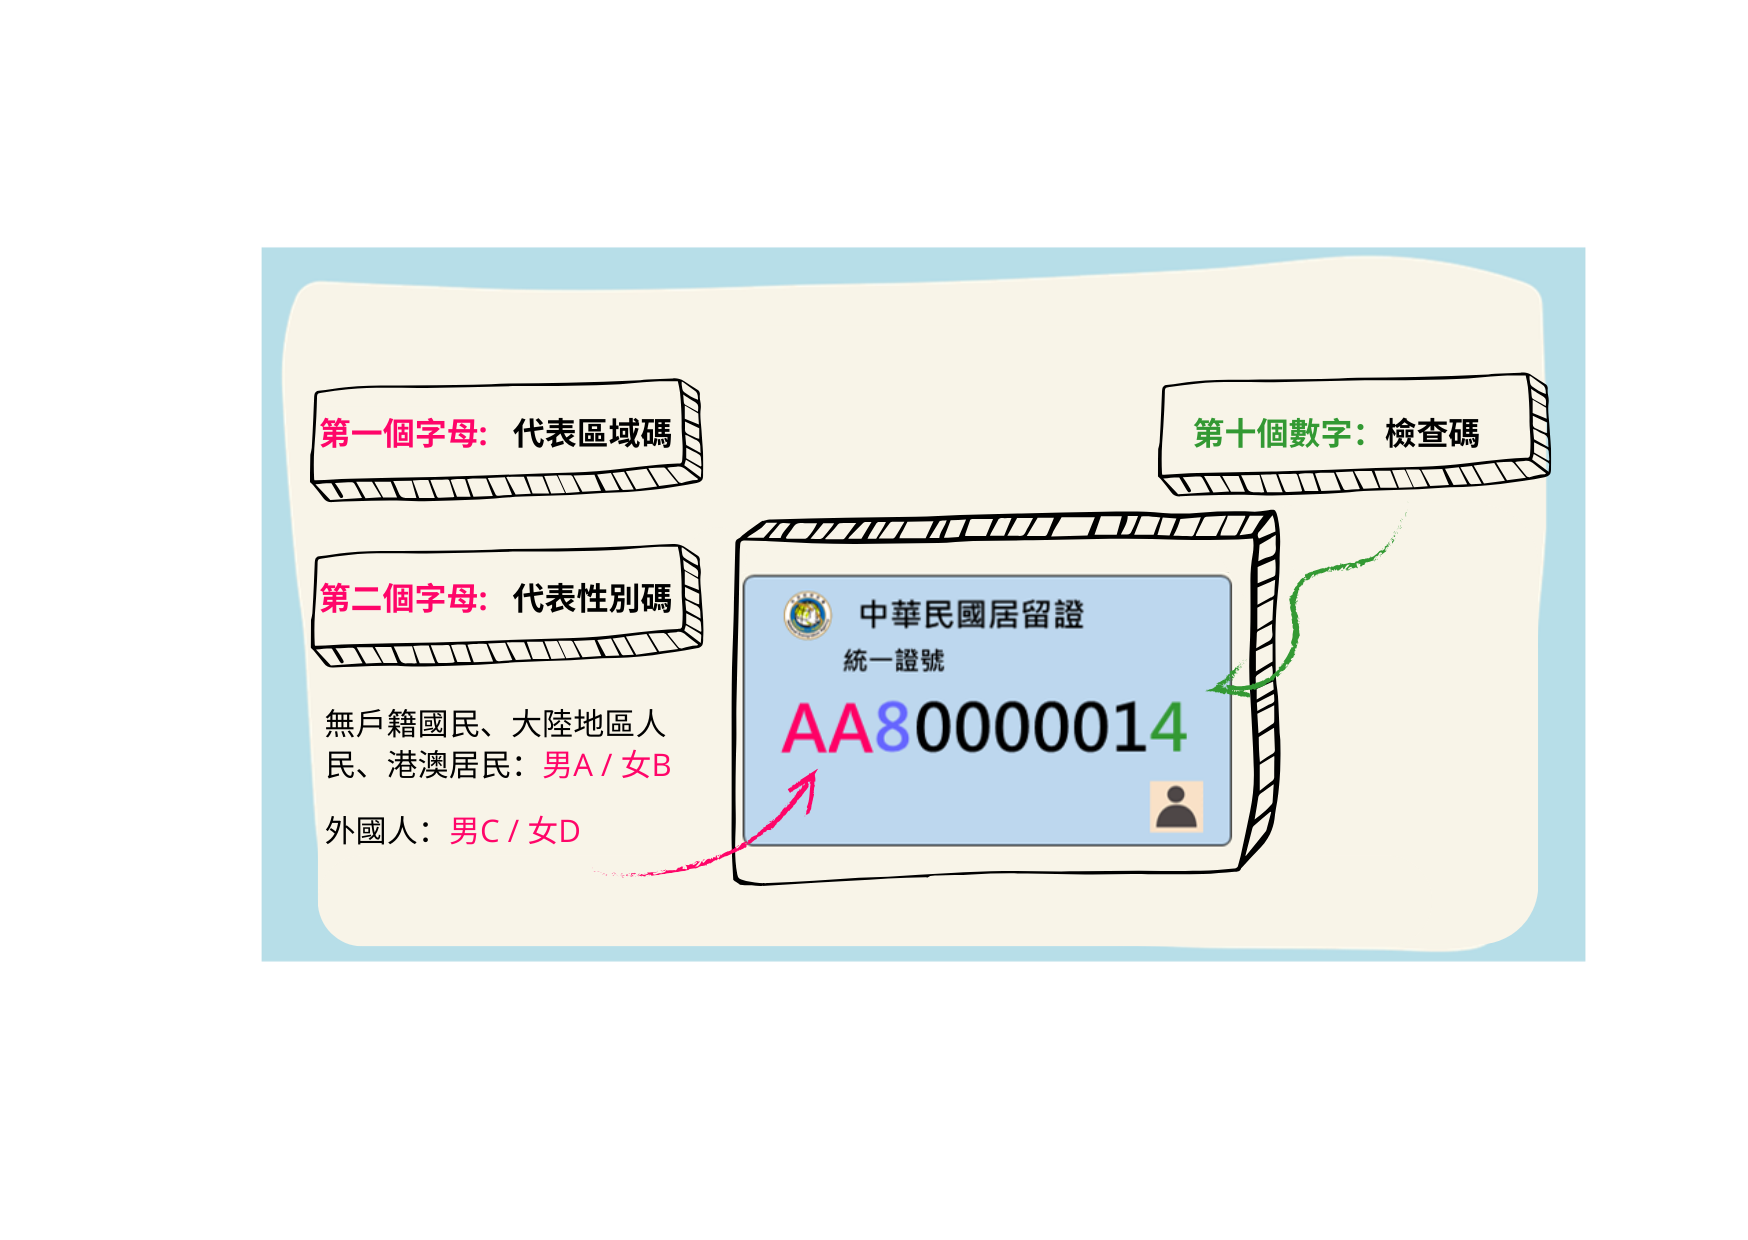 第一個字母：代表區域碼
第十個數字：檢查碼
第二個字母：代表性別碼
中華民國居留證
統一證號
AA80000014
無戶籍國民、大陸地區人
民、港澳居民：男A / 女B
外國人：男C / 女D